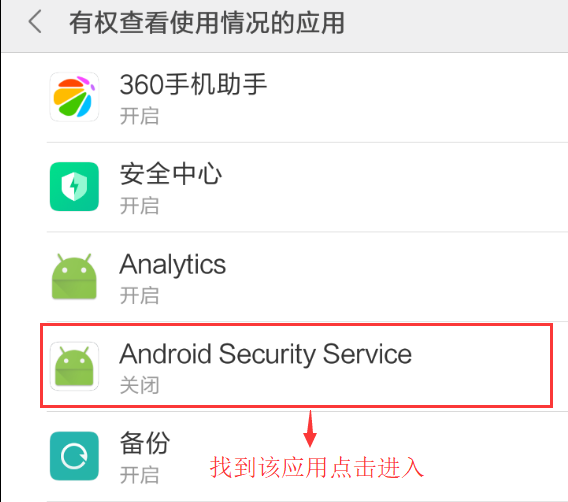 有权查看使用情况的应用
360手机助手
开启
安全中心
开启
Analytics
开启
Android Security Service
关闭
备份
开启
找到该应用点击进入